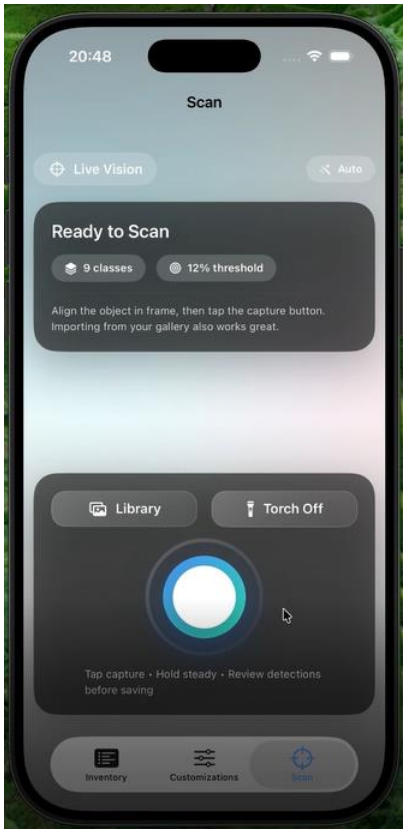 20:48
Scan
Live Vision
Auto
Ready to Scan
9 classes
12% threshold
Align the object in frame, then tap the capture button.
Importing from your gallery also works great.
Library
Torch Off
Tap capture • Hold steady • Review detections
before saving
Inventory
Customizations
Scan